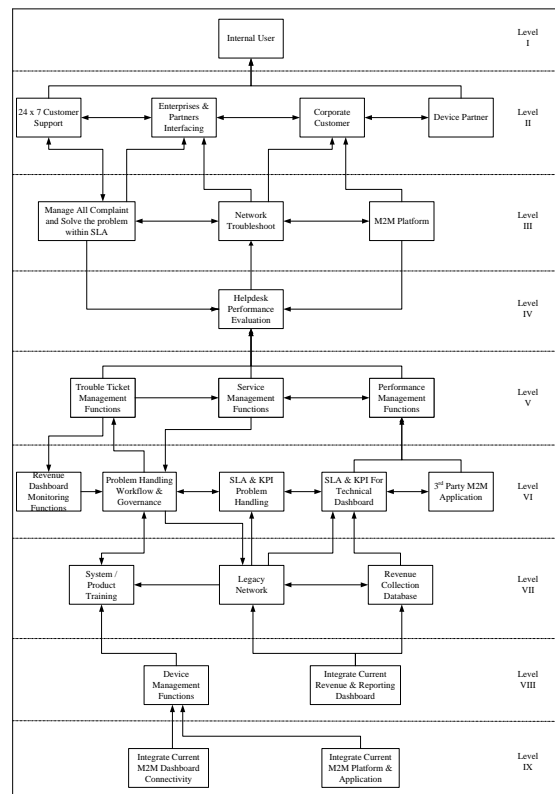 Internal User
Level
I
24 x 7 Customer
Support
Enterprises &
Partners
Interfacing
Corporate
Customer
Device Partner
Level
II
Manage All Complaint
and Solve the problem
within SLA
Network
Troubleshoot
M2M Platform
Level
III
Helpdesk
Performance
Evaluation
Level
IV
Trouble Ticket
Management
Functions
Service
Management
Functions
Performance
Management
Functions
Level
V
Revenue
Dashboard
Monitoring
Functions
Problem Handling
Workflow &
Governance
SLA & KPI
Problem
Handling
SLA & KPI For
Technical
Dashboard
3rd Party M2M
Application
Level
VI
System /
Product
Training
Legacy
Network
Revenue
Collection
Database
Level
VII
Device
Management
Functions
Integrate Current
Revenue & Reporting
Dashboard
Level
VIII
Integrate Current
M2M Dashboard
Connectivity
Integrate Current
M2M Platform &
Application
Level
IX